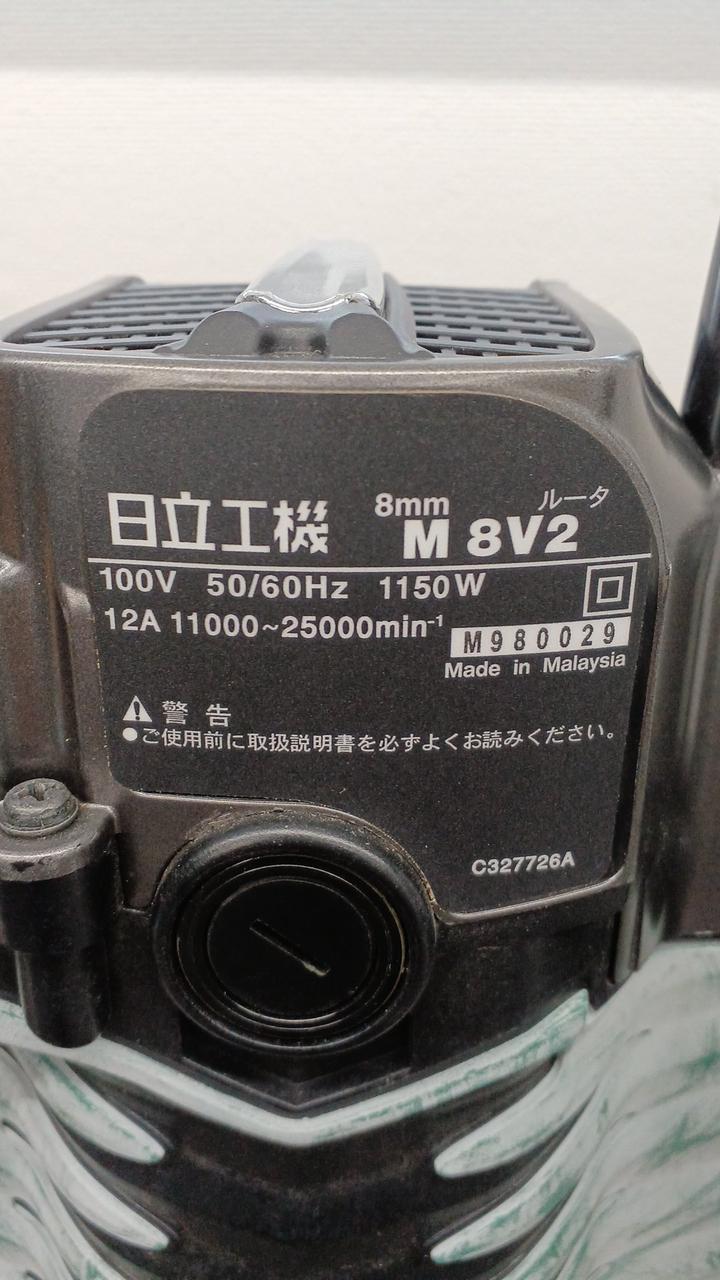 日立工機 8mm M 8V2 ルータ
100V 50/60Hz 1150W
12A 11000~25000min⁻¹
M980029
Made in Malaysia
警告
●ご使用前に取扱説明書を必ずよくお読みください。
C327726A